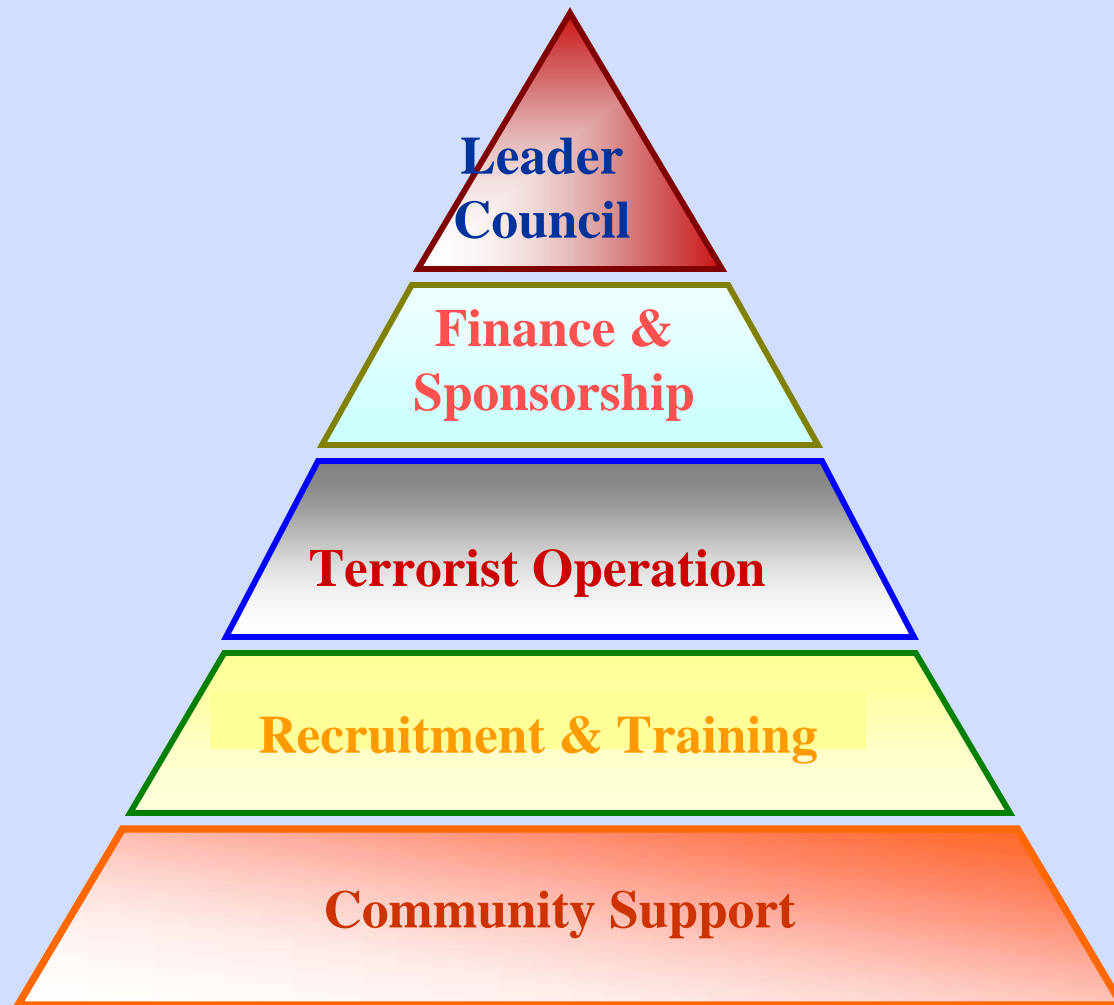 Leader
Council
Finance &
Sponsorship
Terrorist Operation
Recruitment & Training
Community Support